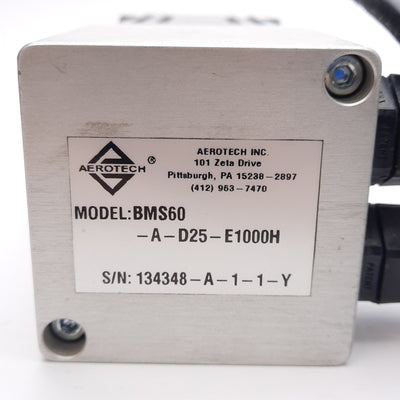 AEROTECH
®
AEROTECH INC.
101 Zeta Drive
Pittsburgh, PA 15238-2897
(412) 963-7470
MODEL:BMS60
-A-D25-E1000H
S/N: 134348-A-1-1-Y
PATENT